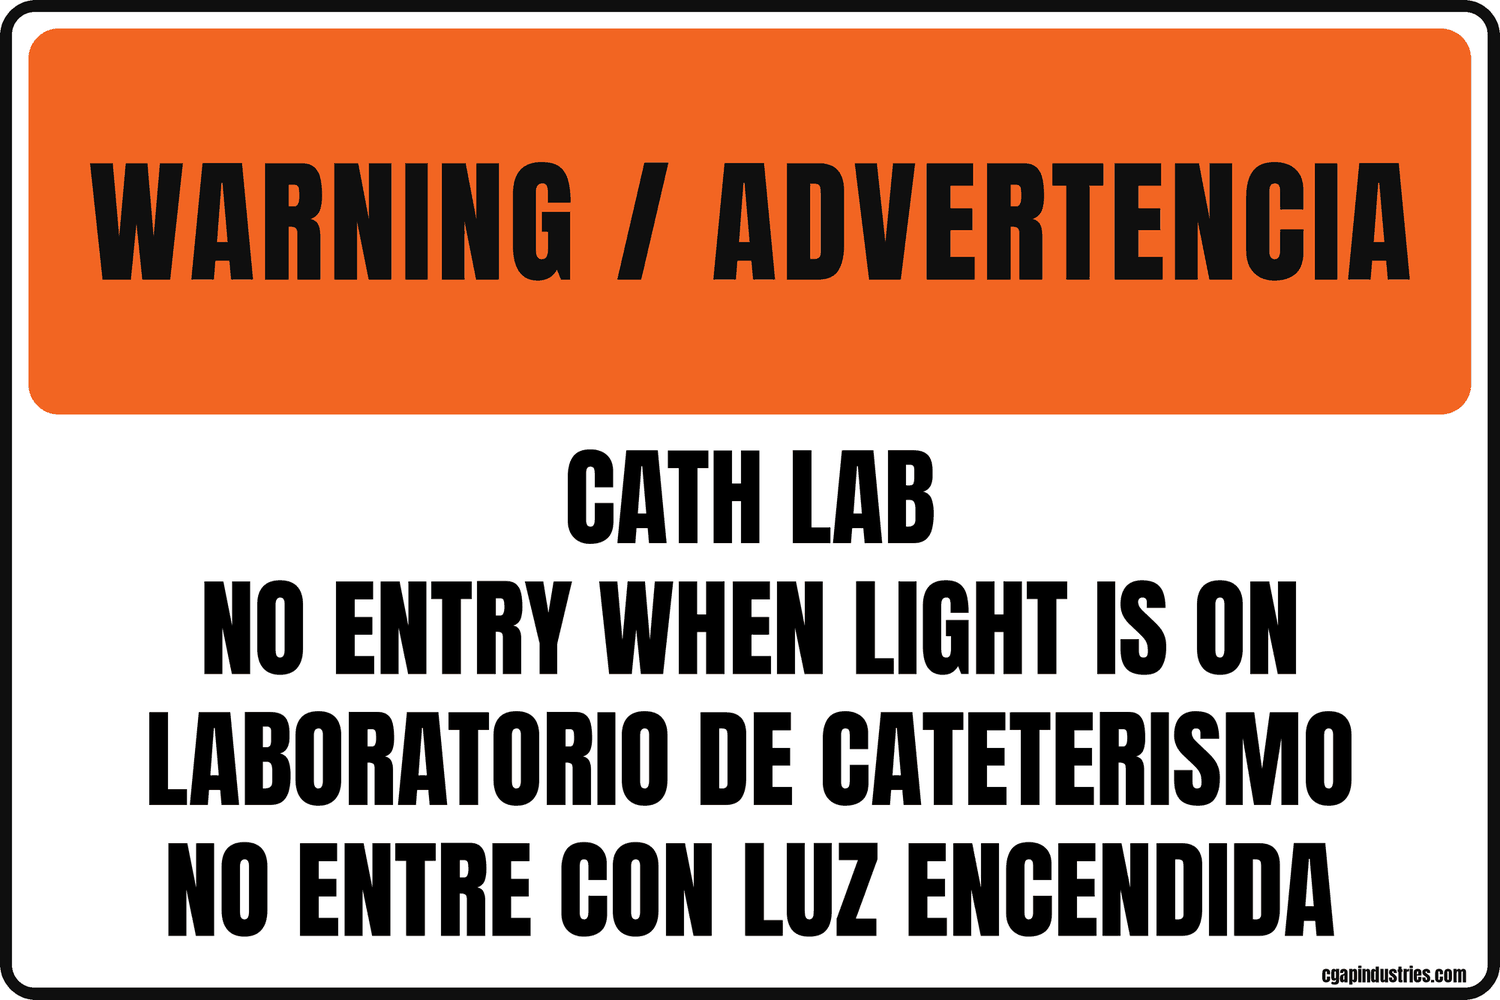 WARNING / ADVERTENCIA
CATH LAB
NO ENTRY WHEN LIGHT IS ON
LABORATORIO DE CATETERISMO
NO ENTRE CON LUZ ENCENDIDA
cgapindustries.com